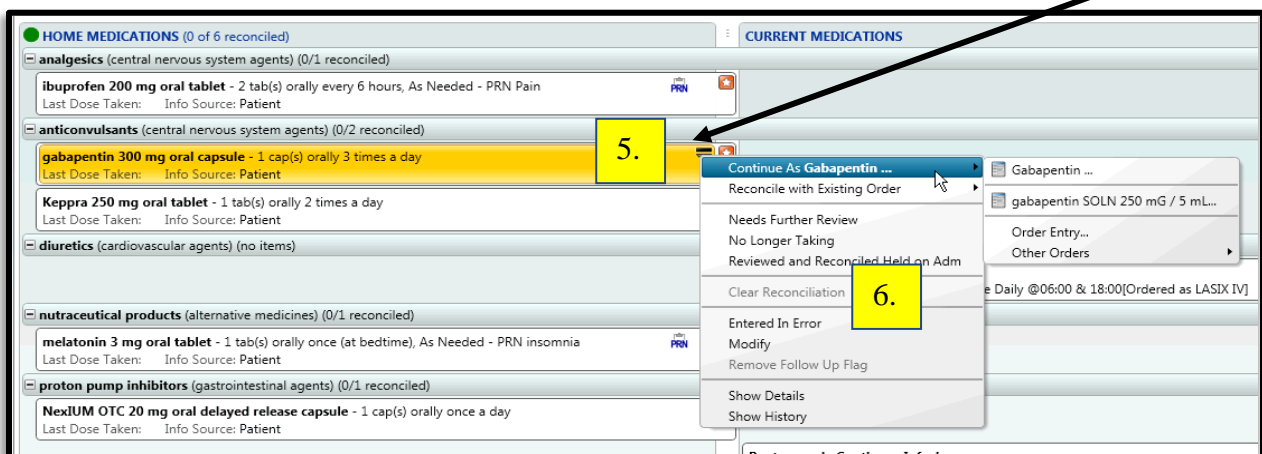 HOME MEDICATIONS (0 of 6 reconciled)
CURRENT MEDICATIONS
analgesics (central nervous system agents) (0/1 reconciled)
ibuprofen 200 mg oral tablet - 2 tab(s) orally every 6 hours, As Needed - PRN Pain
PRN
Last Dose Taken: Info Source: Patient
anticonvulsants (central nervous system agents) (0/2 reconciled)
5.
gabapentin 300 mg oral capsule - 1 cap(s) orally 3 times a day
Last Dose Taken: Info Source: Patient
Keppra 250 mg oral tablet - 1 tab(s) orally 2 times a day
Last Dose Taken: Info Source: Patient
diuretics (cardiovascular agents) (no items)
nutraceutical products (alternative medicines) (0/1 reconciled)
melatonin 3 mg oral tablet - 1 tab(s) orally once (at bedtime), As Needed - PRN insomnia
PRN
Last Dose Taken: Info Source: Patient
proton pump inhibitors (gastrointestinal agents) (0/1 reconciled)
NexIUM OTC 20 mg oral delayed release capsule - 1 cap(s) orally once a day
Last Dose Taken: Info Source: Patient
Continue As Gabapentin ...
Reconcile with Existing Order
Needs Further Review
No Longer Taking
Reviewed and Reconciled Held on Adm
Clear Reconciliation
6.
Entered In Error
Modify
Remove Follow Up Flag
Show Details
Show History
Gabapentin ...
gabapentin SOLN 250 mG / 5 mL...
Order Entry...
Other Orders
e Daily @06:00 & 18:00[Ordered as LASIX IV]